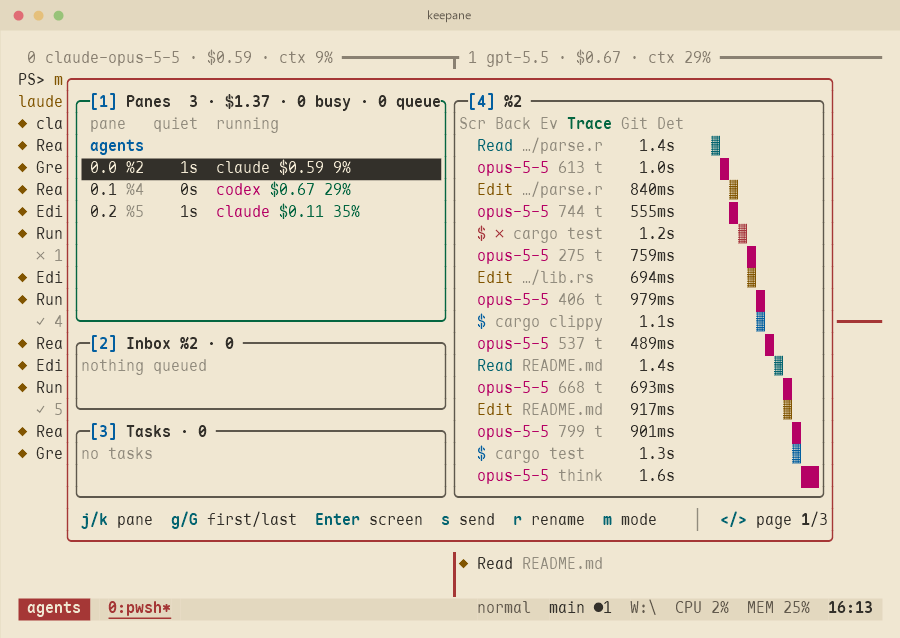 keepane
0 claude-opus-5-5 · $0.59 · ctx 9%
1 gpt-5.5 · $0.67 · ctx 29%
PS> m
laude
◆ cla
◆ Rea
◆ Gre
◆ Rea
◆ Edi
◆ Run
✕ 1
◆ Edi
◆ Run
✓ 4
◆ Rea
◆ Edi
◆ Run
✓ 5
◆ Rea
◆ Gre
[1] Panes 3 · $1.37 · 0 busy · 0 queue
pane quiet running
agents
0.0 %2 1s claude $0.59 9%
0.1 %4 0s codex $0.67 29%
0.2 %5 1s claude $0.11 35%
[2] Inbox %2 · 0
nothing queued
[3] Tasks · 0
no tasks
[4] %2
Scr Back Ev Trace Git Det
Read …/parse.r 1.4s
opus-5-5 613 t 1.0s
Edit …/parse.r 840ms
opus-5-5 744 t 555ms
$ ✕ cargo test 1.2s
opus-5-5 275 t 759ms
Edit …/lib.rs 694ms
opus-5-5 406 t 979ms
$ cargo clippy 1.1s
opus-5-5 537 t 489ms
Read README.md 1.4s
opus-5-5 668 t 693ms
Edit README.md 917ms
opus-5-5 799 t 901ms
$ cargo test 1.3s
opus-5-5 think 1.6s
j/k pane g/G first/last Enter screen s send r rename m mode │ </> page 1/3
◆ Read README.md
agents 0:pwsh* normal main ●1 W:\ CPU 2% MEM 25% 16:13